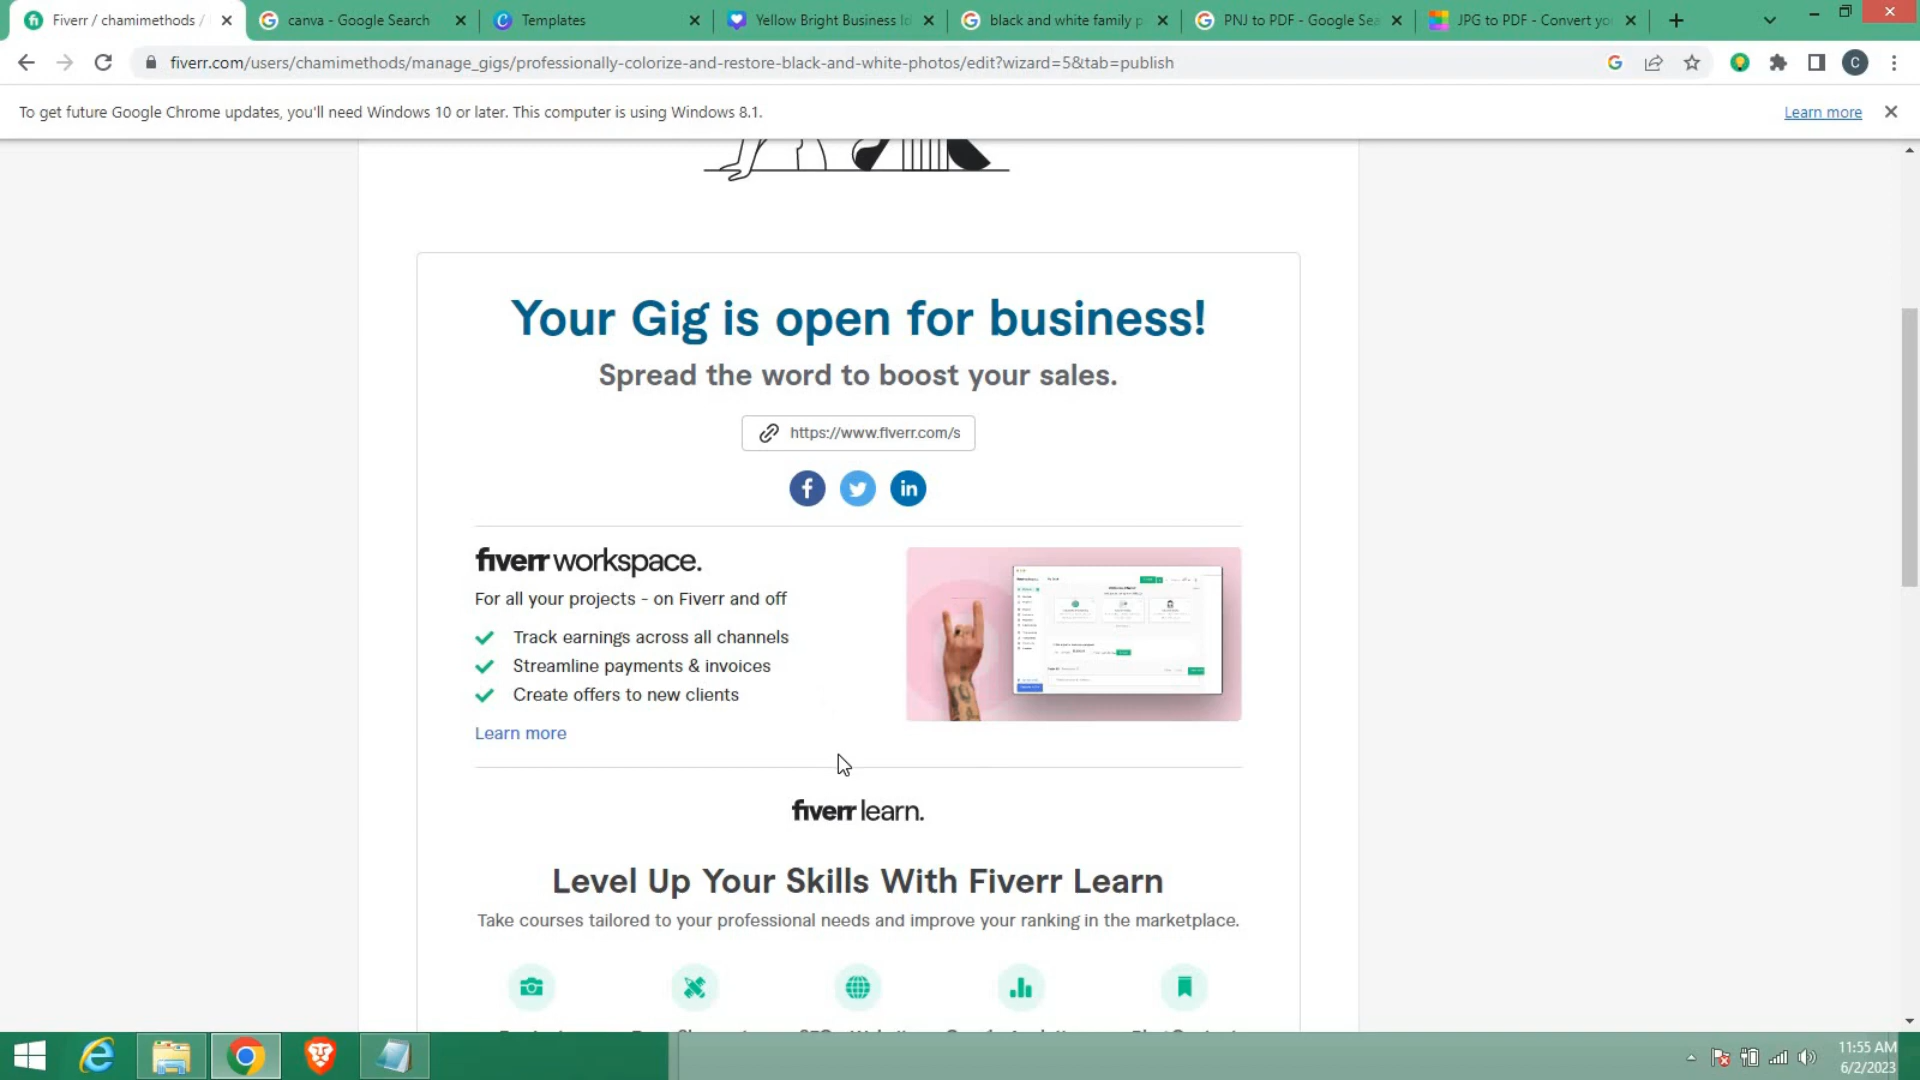 Fiverr / chamimethods /
canva - Google Search
Templates
Yellow Bright Business Id
black and white family p
PNJ to PDF - Google Sea
JPG to PDF - Convert yo
fiverr.com/users/chamimethods/manage_gigs/professionally-colorize-and-restore-black-and-white-photos/edit?wizard=5&tab=publish
C
To get future Google Chrome updates, you'll need Windows 10 or later. This computer is using Windows 8.1.
Learn more
Your Gig is open for business!
Spread the word to boost your sales.
https://www.fiverr.com/s
fiverr workspace.
For all your projects - on Fiverr and off
Track earnings across all channels
Streamline payments & invoices
Create offers to new clients
Learn more
fiverr learn.
Level Up Your Skills With Fiverr Learn
Take courses tailored to your professional needs and improve your ranking in the marketplace.
11:55 AM
6/2/2023